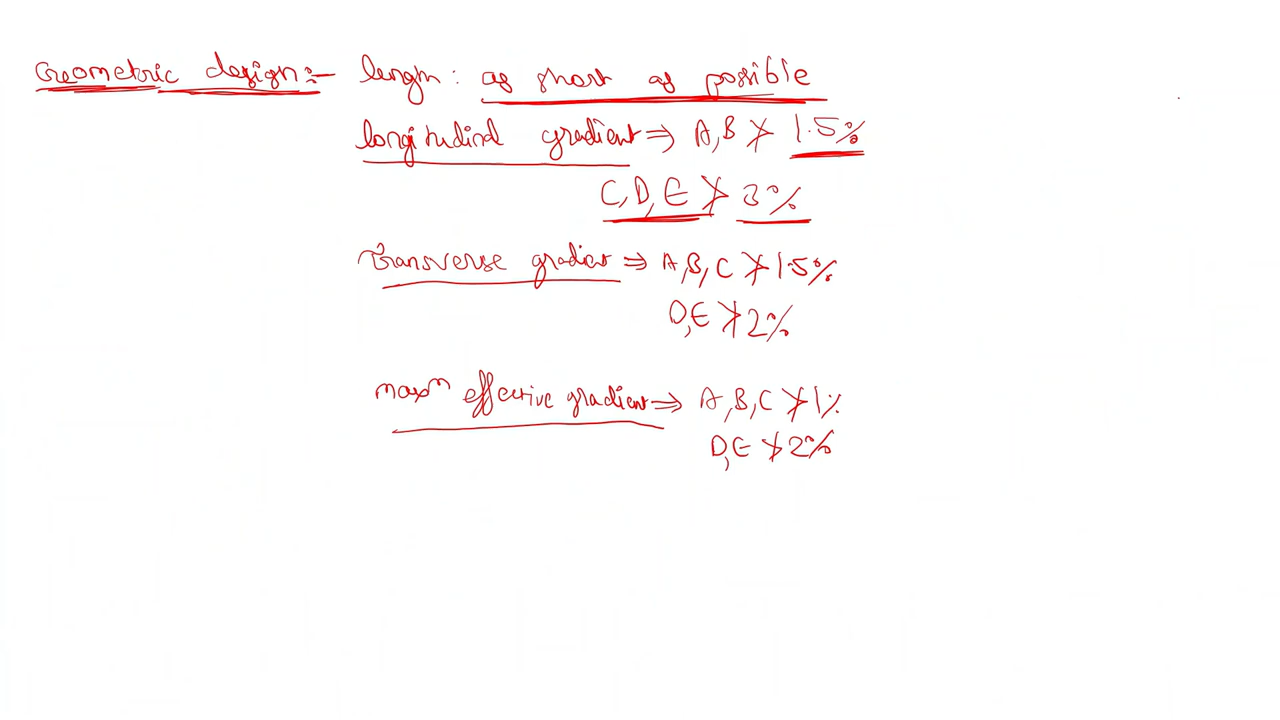 Geometric design:- length : as short as possible
longitudinal gradient ⇒ A,B ≯ 1.5%
C,D,E ≯ 3%
Transverse gradient ⇒ A,B,C ≯ 1.5%
D,E ≯ 2%
maxᵐ effective gradient ⇒ A,B,C ≯ 1%
D,E ≯ 2%